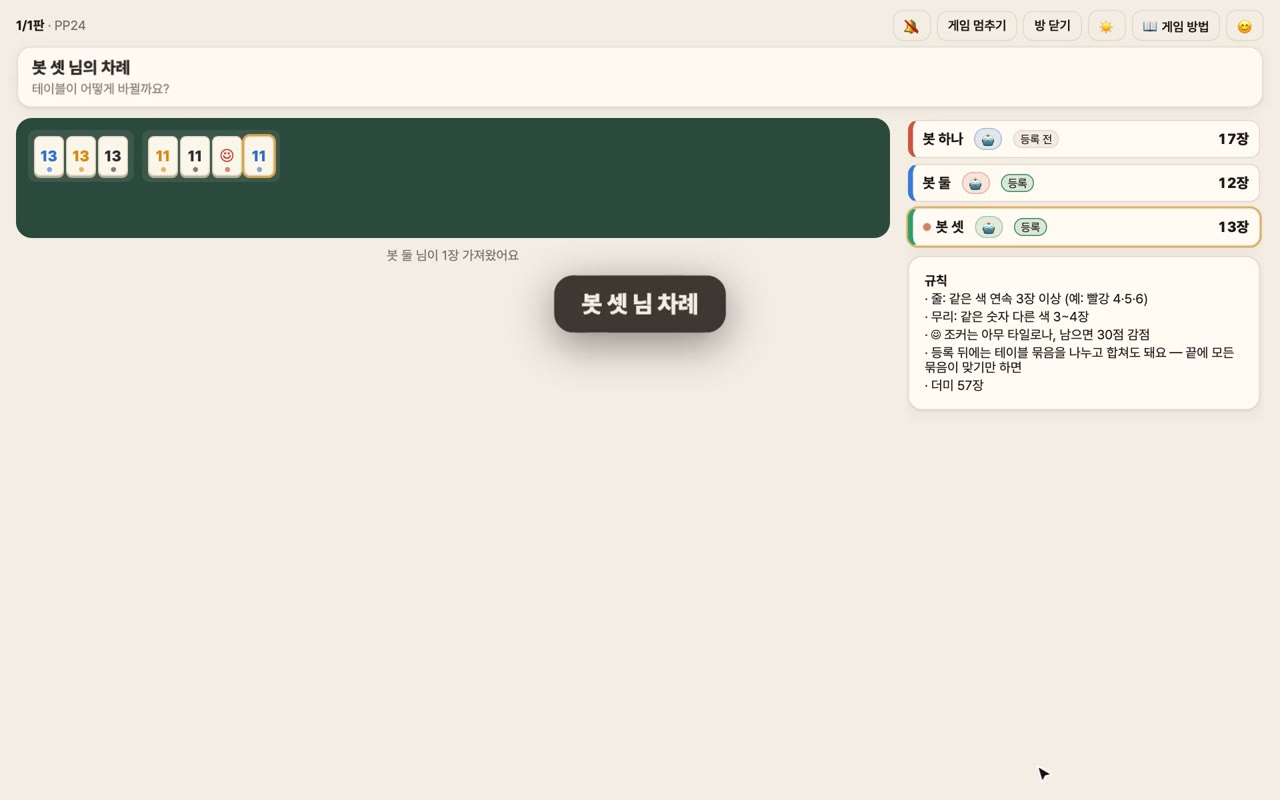 1/1판 · PP24
게임 멈추기
방 닫기
게임 방법
봇 셋 님의 차례
테이블이 어떻게 바뀔까요?
13 13 13 11 11 11
봇 하나 등록 전 17장
봇 둘 등록 12장
봇 셋 등록 13장
봇 둘 님이 1장 가져왔어요
봇 셋 님 차례
규칙
· 줄: 같은 색 연속 3장 이상 (예: 빨강 4·5·6)
· 무리: 같은 숫자 다른 색 3~4장
· ☺ 조커는 아무 타일로나, 남으면 30점 감점
· 등록 뒤에는 테이블 묶음을 나누고 합쳐도 돼요 — 끝에 모든
묶음이 맞기만 하면
· 더미 57장